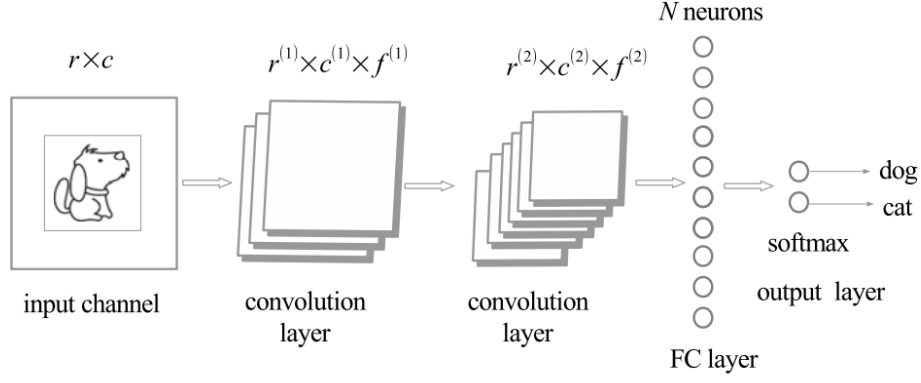 N neurons
r×c
r⁽¹⁾×c⁽¹⁾×f⁽¹⁾
r⁽²⁾×c⁽²⁾×f⁽²⁾
dog
cat
softmax
input channel
convolution
layer
convolution
layer
output layer
FC layer